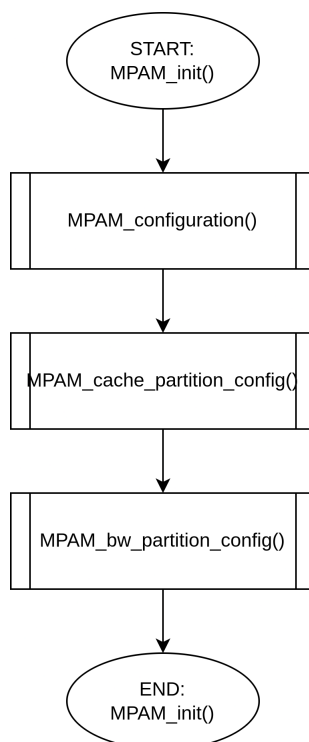 START:
MPAM_init()
MPAM_configuration()
MPAM_cache_partition_config()
MPAM_bw_partition_config()
END:
MPAM_init()